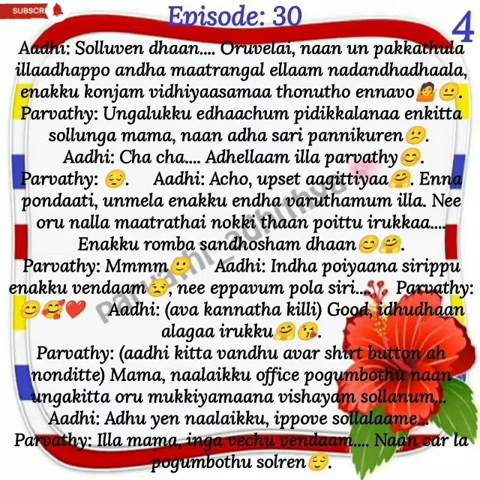 SUBSCR
Episode: 30
4
Aadhi: Solluven dhaan.... Oruvelai, naan un pakkathula
illaadhappo andha maatrangal ellaam nadandhadhaala,
enakku konjam vidhiyaasamaa thonutho ennavo🤷😐.
Parvathy: Ungalukku edhaachum pidikkalanaa enkitta
sollunga mama, naan adha sari pannikuren😕.
Aadhi: Cha cha.... Adhellaam illa parvathy😊.
Parvathy: 😔. Aadhi: Acho, upset aagittiyaa🤗. Enna
pondaati, unmela enakku endha varuthamum illa. Nee
oru nalla maatrathai nokki thaan poittu irukkaa....
Enakku romba sandhosham dhaan😊🤗.
Parvathy: Mmmm😊. Aadhi: Indha poiyaana sirippu
enakku vendaam😒, nee eppavum pola siri.... Parvathy:
😊🥰❤️ Aadhi: (ava kannatha killi) Good, idhudhaan
alagaa irukku🤗😘.
Parvathy: (aadhi kitta vandhu avar shirt button ah
nonditte) Mama, naalaikku office pogumbothu naan
ungakitta oru mukkiyamaana vishayam sollanum...
Aadhi: Adhu yen naalaikku, ippove sollalaame...
Parvathy: Illa mama, inga vechu vendaam.... Naan car la
pogumbothu solren😌.